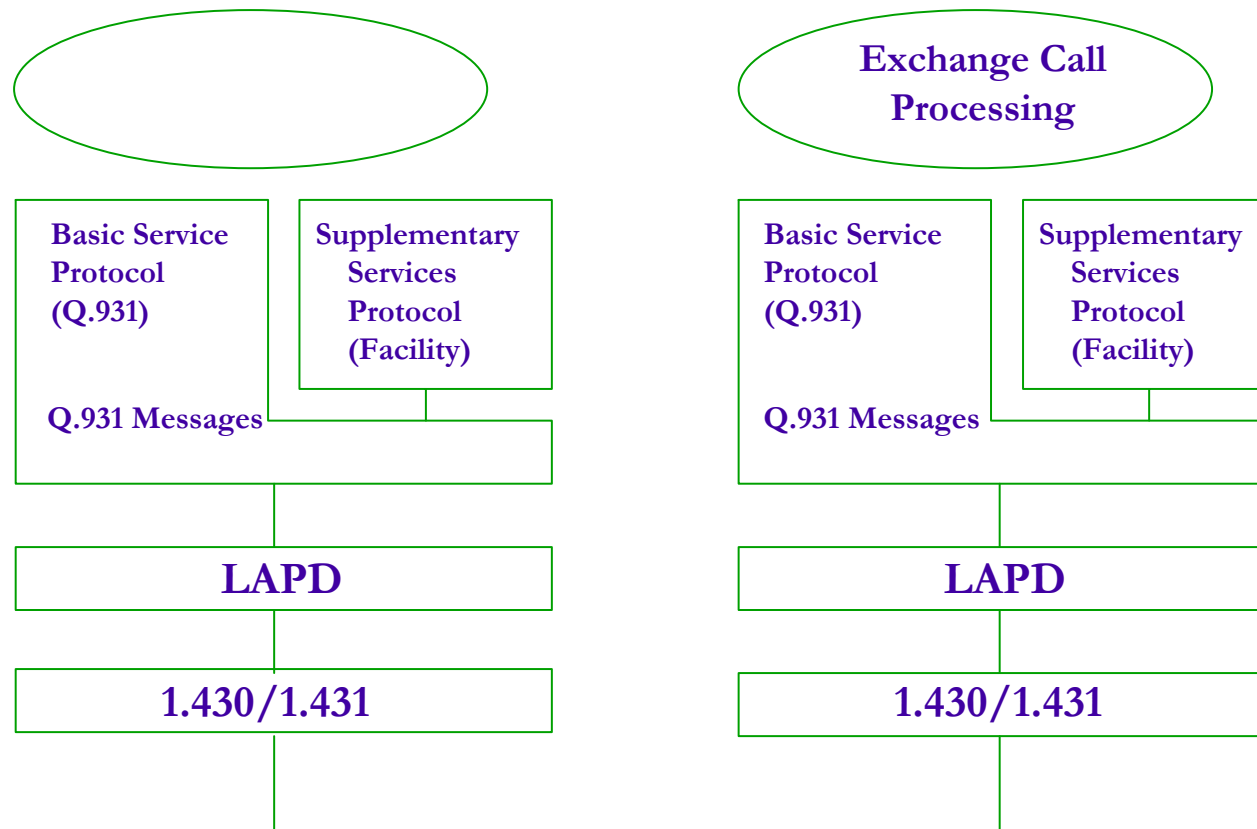 Exchange Call
Processing
Basic Service
Protocol
(Q.931)
Q.931 Messages
Supplementary
Services
Protocol
(Facility)
Basic Service
Protocol
(Q.931)
Q.931 Messages
Supplementary
Services
Protocol
(Facility)
LAPD
LAPD
1.430/1.431
1.430/1.431